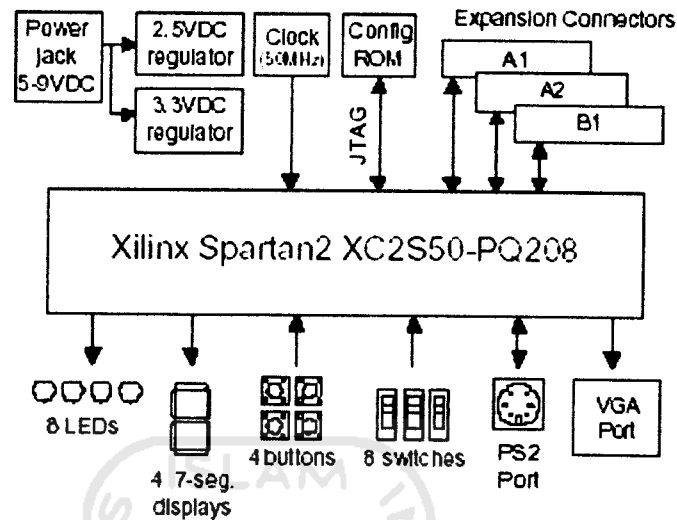 Power
jack
5-9VDC
2.5VDC
regulator
3.3VDC
regulator
Clock
(50MHz)
Config
ROM
JTAG
Expansion Connectors
A1
A2
B1
Xilinx Spartan2 XC2S50-PQ208
8 LEDs
4 7-seg.
displays
4 buttons
8 switches
PS2
Port
VGA
Port
ISLAM